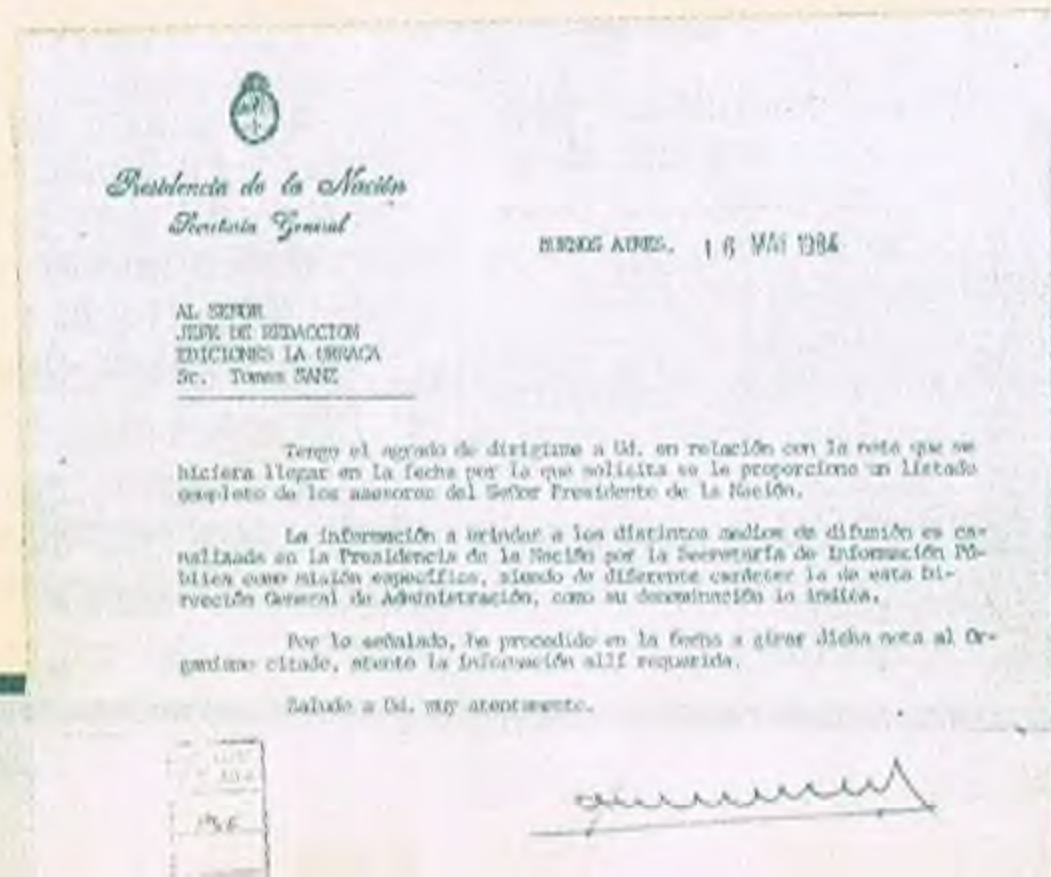 Presidencia de la Nación
Secretaría General
BUENOS AIRES, 16 MAY 1984
AL SEÑOR
JEFE DE REDACCION
EDICIONES LA URRACA
Sr. Tomas SANZ
Tengo el agrado de dirigirme a Ud. en relación con la nota que se
hiciera llegar en la fecha por la que solicita se le proporcione un listado
completo de los asesores del Señor Presidente de la Nación.
La información a brindar a los distintos medios de difusión es ca-
nalizada en la Presidencia de la Nación por la Secretaría de Información Pú-
blica como misión específica, siendo de diferente carácter la de esta Di-
rección General de Administración, como su denominación lo indica.
Por lo señalado, he procedido en la fecha a girar dicha nota al Or-
ganismo citado, atento la información allí requerida.
Saludo a Ud. muy atentamente.